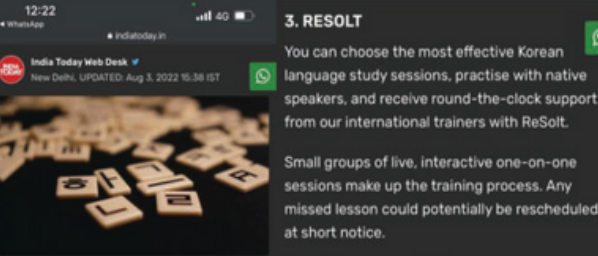 12:22
WhatsApp
4G
indiatoday.in
INDIA
TODAY
India Today Web Desk
New Delhi, UPDATED: Aug 3, 2022 15:38 IST
3. RESOLT
You can choose the most effective Korean
language study sessions, practise with native
speakers, and receive round-the-clock support
from our international trainers with ReSolt.
Small groups of live, interactive one-on-one
sessions make up the training process. Any
missed lesson could potentially be rescheduled
at short notice.